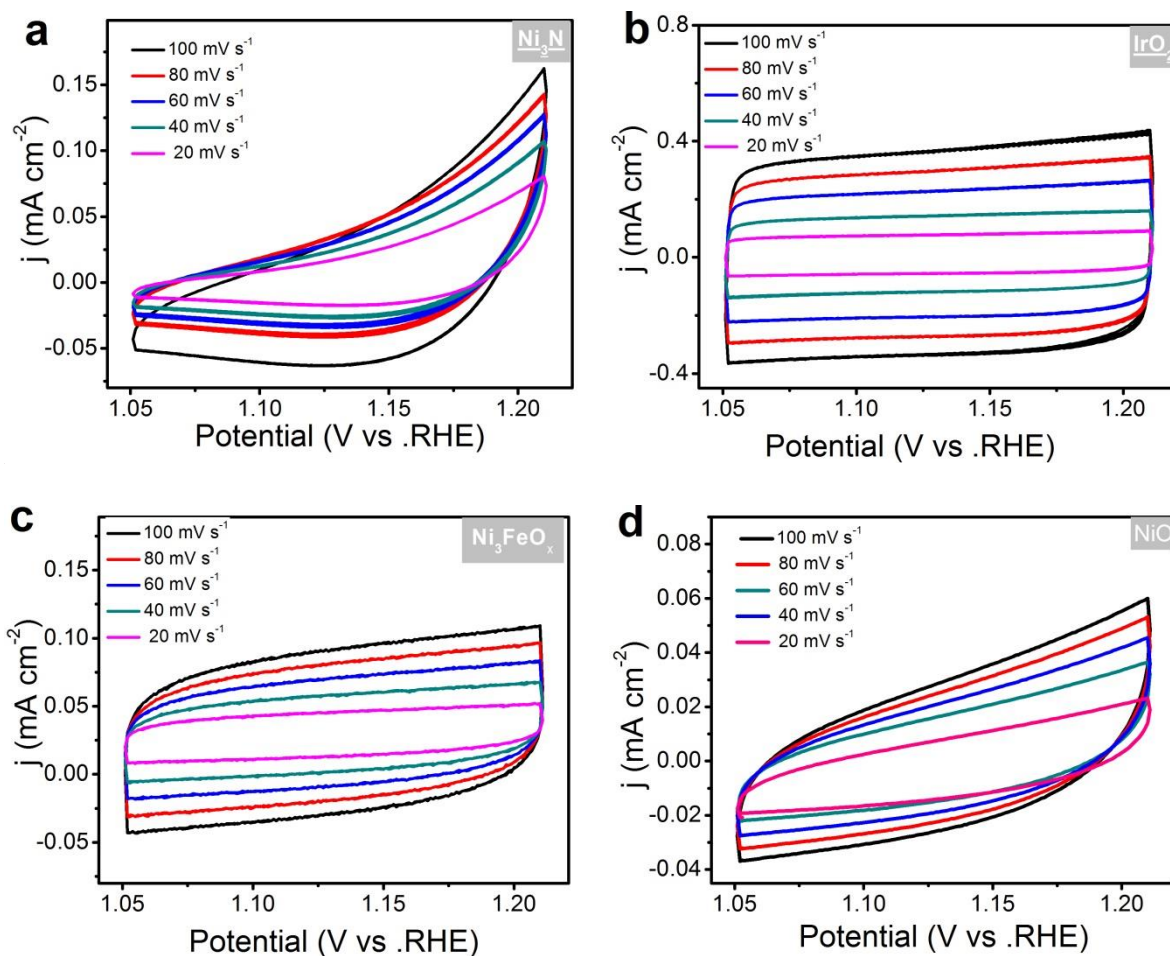 a
Ni₃N
100 mV s⁻¹
80 mV s⁻¹
60 mV s⁻¹
40 mV s⁻¹
20 mV s⁻¹
0.15
0.10
0.05
0.00
-0.05
j (mA cm⁻²)
1.05 1.10 1.15 1.20
Potential (V vs .RHE)
b
IrO₂
100 mV s⁻¹
80 mV s⁻¹
60 mV s⁻¹
40 mV s⁻¹
20 mV s⁻¹
0.8
0.4
0.0
-0.4
j (mA cm⁻²)
1.05 1.10 1.15 1.20
Potential (V vs .RHE)
c
Ni₃FeOₓ
100 mV s⁻¹
80 mV s⁻¹
60 mV s⁻¹
40 mV s⁻¹
20 mV s⁻¹
0.15
0.10
0.05
0.00
-0.05
j (mA cm⁻²)
1.05 1.10 1.15 1.20
Potential (V vs .RHE)
d
NiO
100 mV s⁻¹
80 mV s⁻¹
60 mV s⁻¹
40 mV s⁻¹
20 mV s⁻¹
0.08
0.06
0.04
0.02
0.00
-0.02
-0.04
j (mA cm⁻²)
1.05 1.10 1.15 1.20
Potential (V vs .RHE)